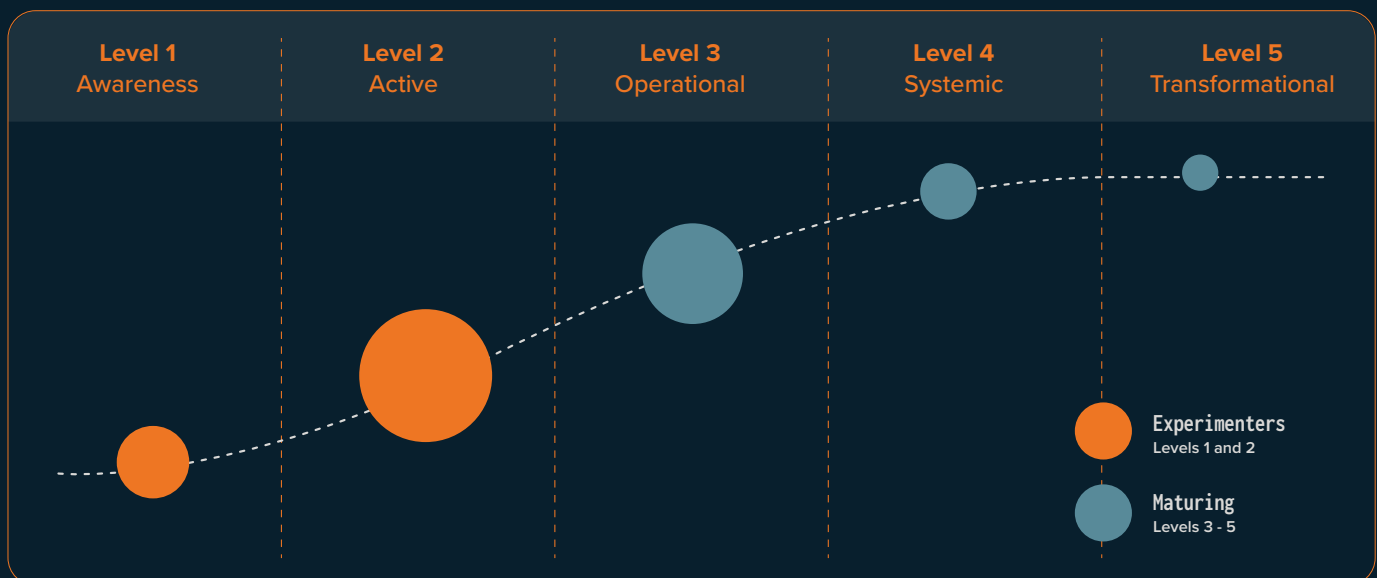 Level 1
Awareness
Level 2
Active
Level 3
Operational
Level 4
Systemic
Level 5
Transformational
Experimenters
Levels 1 and 2
Maturing
Levels 3 - 5